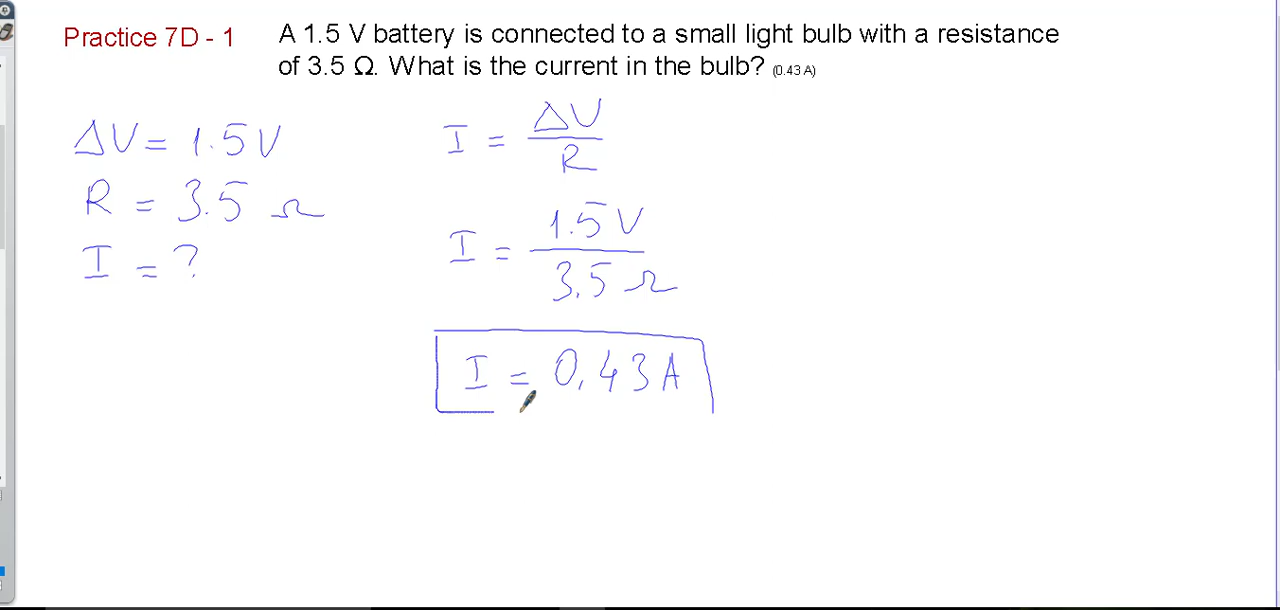 Practice 7D - 1
A 1.5 V battery is connected to a small light bulb with a resistance
of 3.5 Ω. What is the current in the bulb? (0.43 A)
ΔV = 1.5 V
R = 3.5 Ω
I = ?
I = ΔV / R
I = 1.5 V / 3.5 Ω
I = 0.43 A